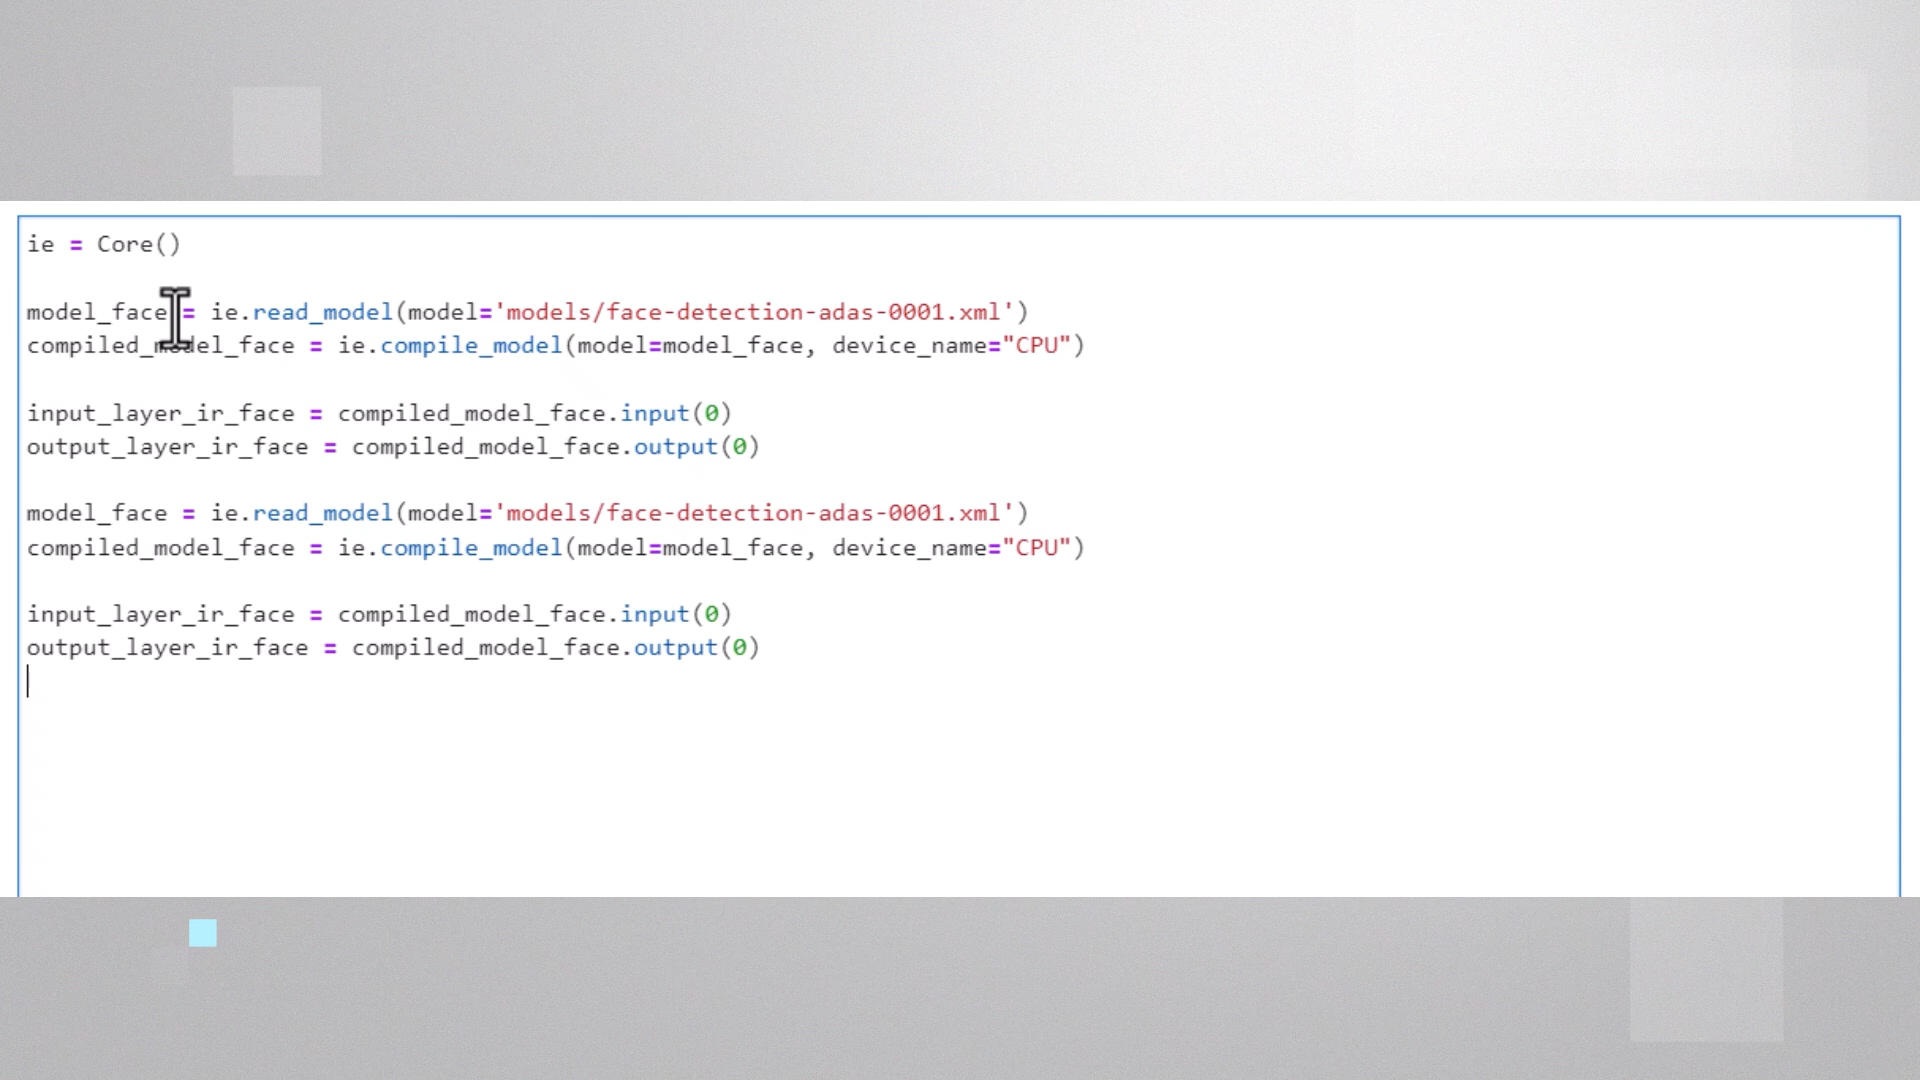 ie = Core()
model_face = ie.read_model(model='models/face-detection-adas-0001.xml')
compiled_model_face = ie.compile_model(model=model_face, device_name="CPU")
input_layer_ir_face = compiled_model_face.input(0)
output_layer_ir_face = compiled_model_face.output(0)
model_face = ie.read_model(model='models/face-detection-adas-0001.xml')
compiled_model_face = ie.compile_model(model=model_face, device_name="CPU")
input_layer_ir_face = compiled_model_face.input(0)
output_layer_ir_face = compiled_model_face.output(0)